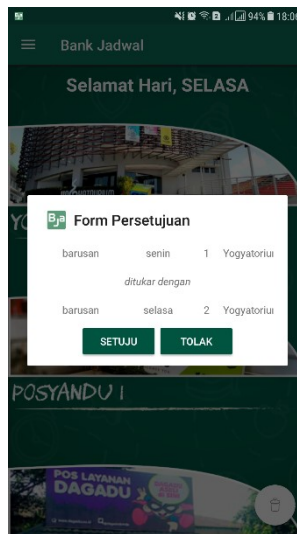 94% 18:06
Bank Jadwal
Selamat Hari, SELASA
Bja Form Persetujuan
barusan senin 1 Yogyatoriu
ditukar dengan
barusan selasa 2 Yogyatoriu
SETUJU TOLAK
POSYANDU 1
POS LAYANAN
DAGADU